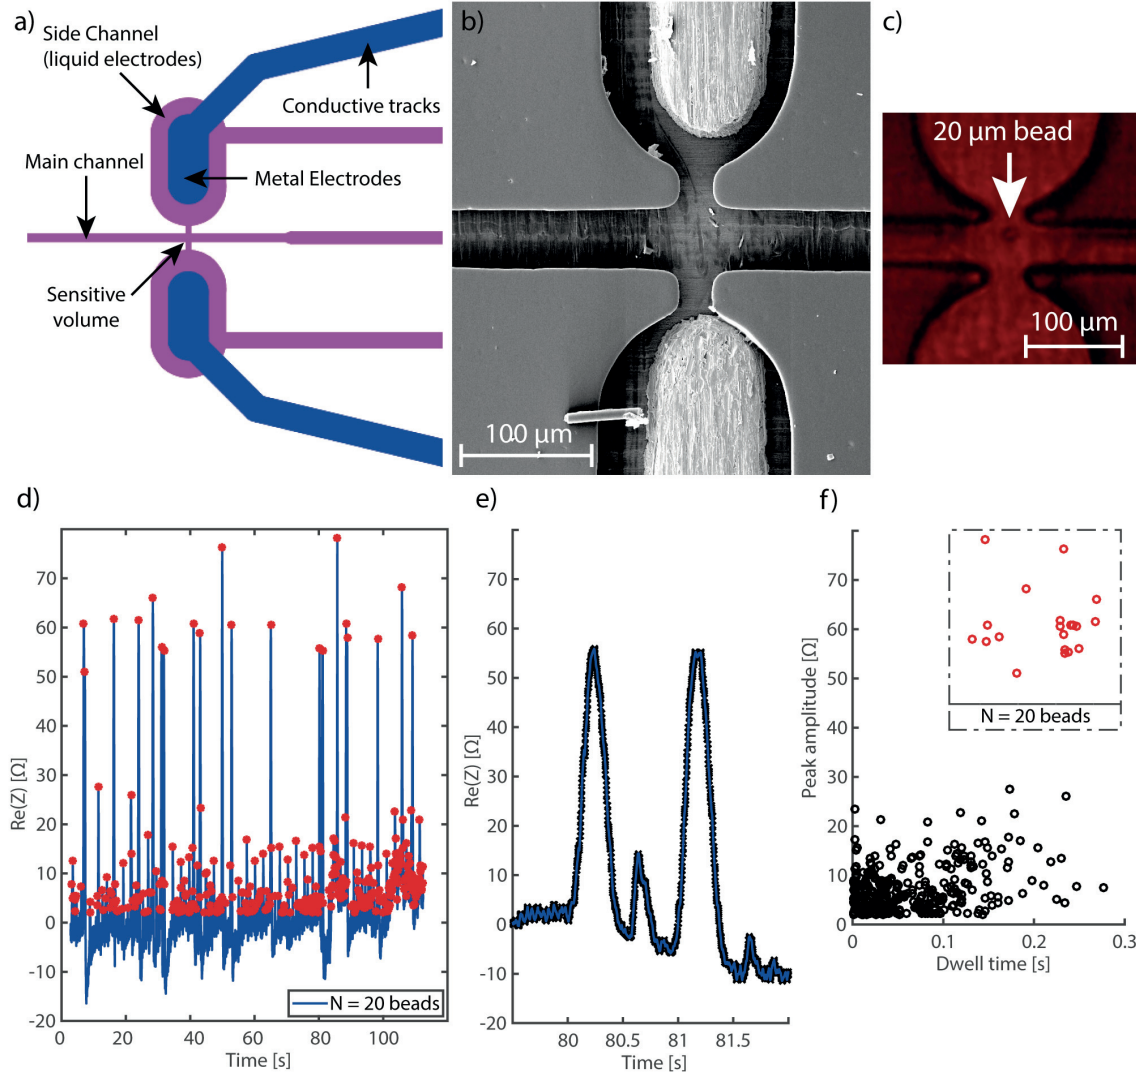 a)
Side Channel
(liquid electrodes)
Conductive tracks
Main channel
Metal Electrodes
Sensitive
volume
b)
100 µm
c)
20 µm bead
100 µm
d)
Re(Z) [Ω]
70
60
50
40
30
20
10
0
-10
-20
0
20
40
60
80
100
Time [s]
N = 20 beads
e)
Re(Z) [Ω]
70
60
50
40
30
20
10
0
-10
-20
80
80.5
81
81.5
Time [s]
f)
Peak amplitude [Ω]
70
60
50
40
30
20
10
0
0
0.1
0.2
0.3
Dwell time [s]
N = 20 beads